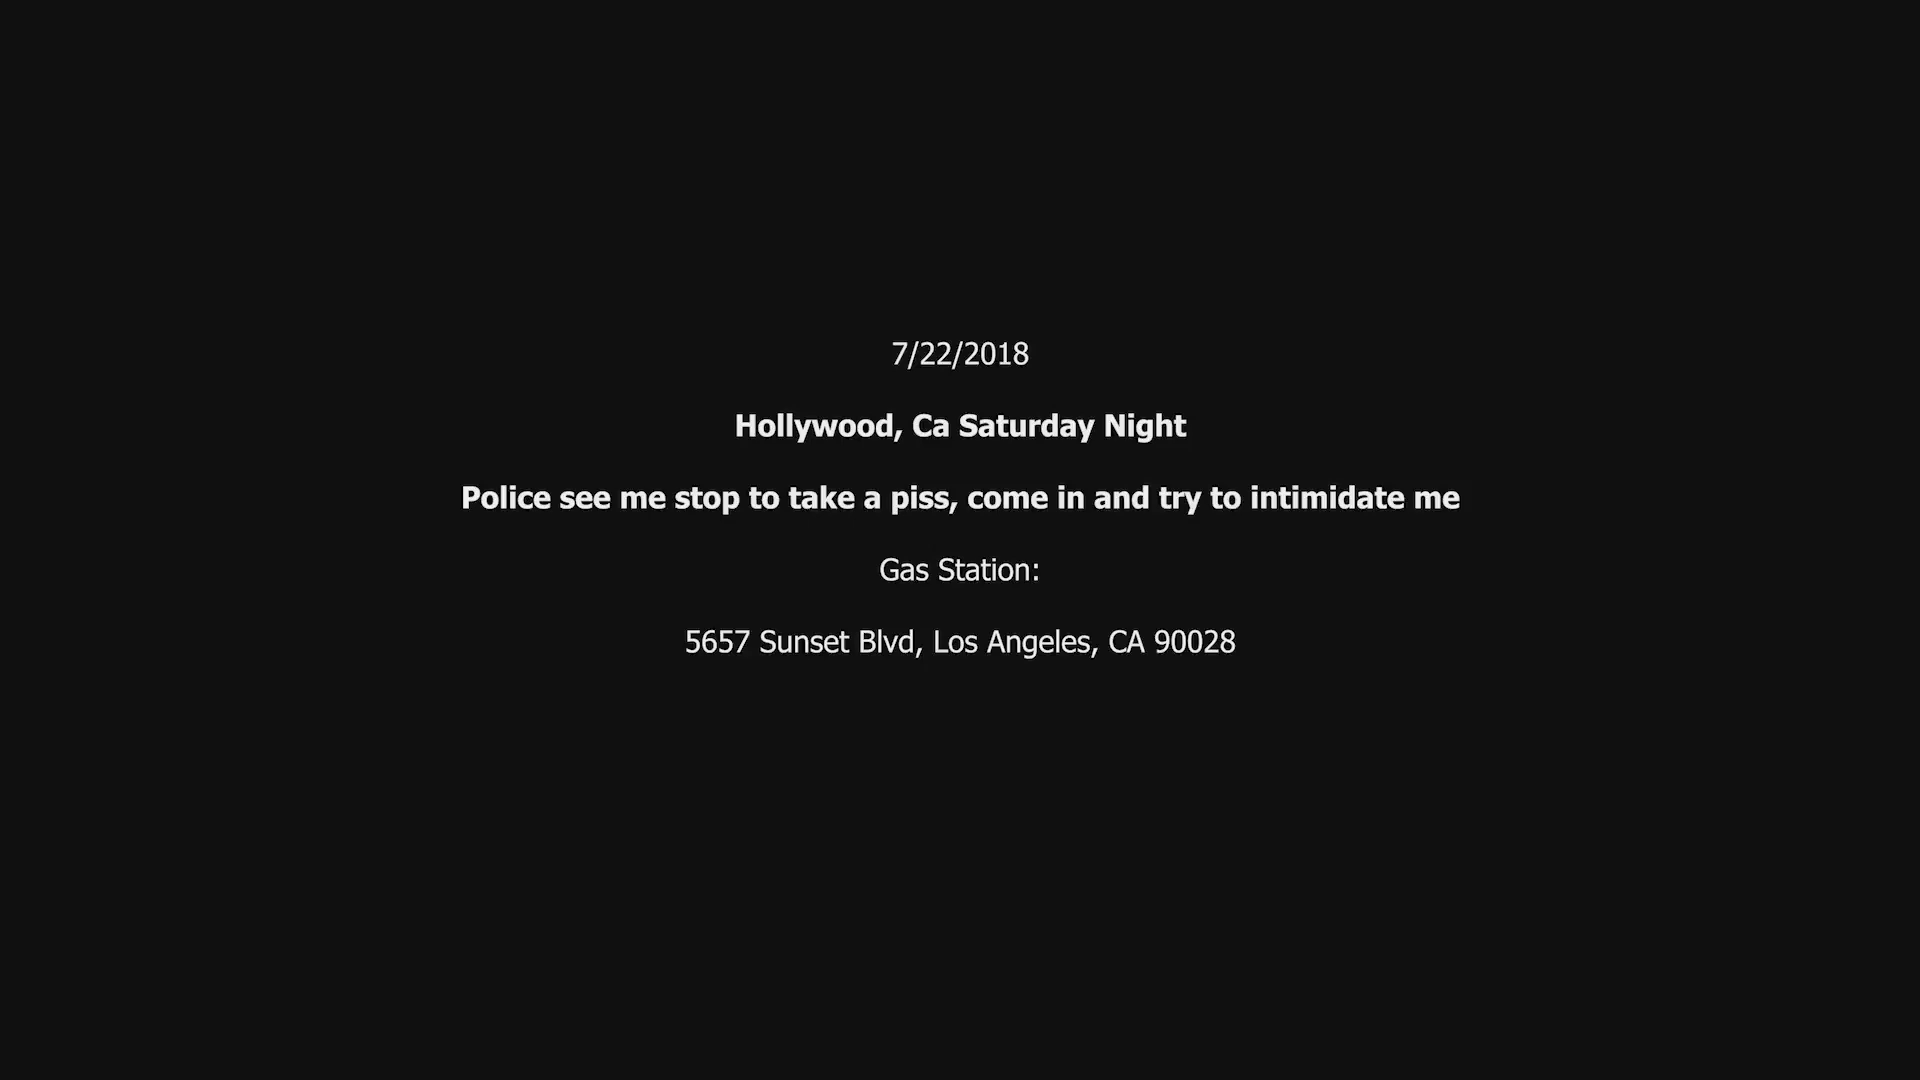 7/22/2018
Hollywood, Ca Saturday Night
Police see me stop to take a piss, come in and try to intimidate me
Gas Station:
5657 Sunset Blvd, Los Angeles, CA 90028